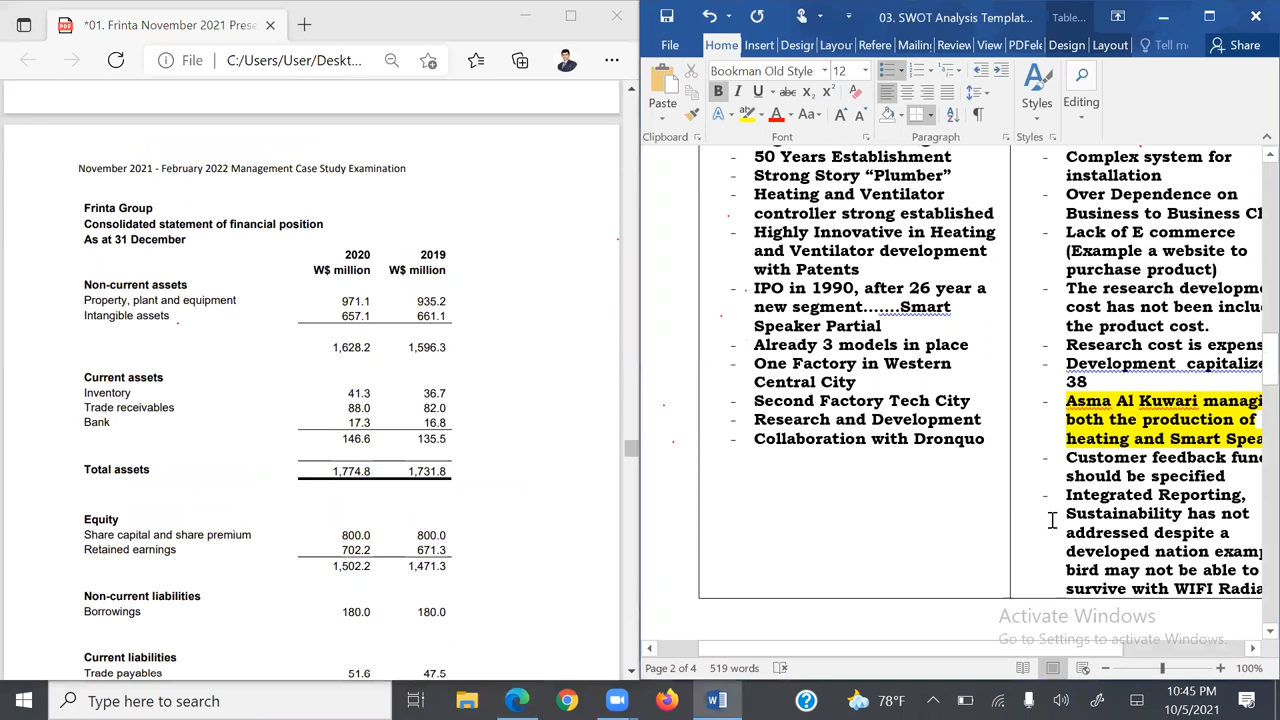 *01. Frinta November 2021 Prese
File
C:/Users/User/Deskt...
November 2021 - February 2022 Management Case Study Examination
Frinta Group
Consolidated statement of financial position
As at 31 December
2020 2019
W$ million W$ million
Non-current assets
Property, plant and equipment 971.1 935.2
Intangible assets 657.1 661.1
1,628.2 1,596.3
Current assets
Inventory 41.3 36.7
Trade receivables 88.0 82.0
Bank 17.3 16.8
146.6 135.5
Total assets 1,774.8 1,731.8
Equity
Share capital and share premium 800.0 800.0
Retained earnings 702.2 671.3
1,502.2 1,471.3
Non-current liabilities
Borrowings 180.0 180.0
Current liabilities
Trade payables 51.6 47.5
03. SWOT Analysis Templat... Table...
File Home Insert Desigr Layou Refere Mailing Review View PDFele Design Layout Tell me Share
Bookman Old Style 12
Paste
Styles
Editing
Clipboard Font Paragraph Styles
50 Years Establishment
- Strong Story “Plumber”
- Heating and Ventilator
controller strong established
- Highly Innovative in Heating
and Ventilator development
with Patents
- IPO in 1990, after 26 year a
new segment.......Smart
Speaker Partial
- Already 3 models in place
- One Factory in Western
Central City
- Second Factory Tech City
- Research and Development
- Collaboration with Dronquo
- Complex system for
installation
- Over Dependence on
Business to Business Cl
- Lack of E commerce
(Example a website to
purchase product)
- The research developme
cost has not been inclu
the product cost.
- Research cost is expens
- Development capitalize
38
- Asma Al Kuwari managi
both the production of
heating and Smart Spea
- Customer feedback fun
should be specified
- Integrated Reporting,
Sustainability has not
addressed despite a
developed nation examp
bird may not be able to
survive with WIFI Radia
Activate Windows
Go to Settings to activate Windows.
Page 2 of 4 519 words 100%
Type here to search
78°F
10:45 PM
10/5/2021